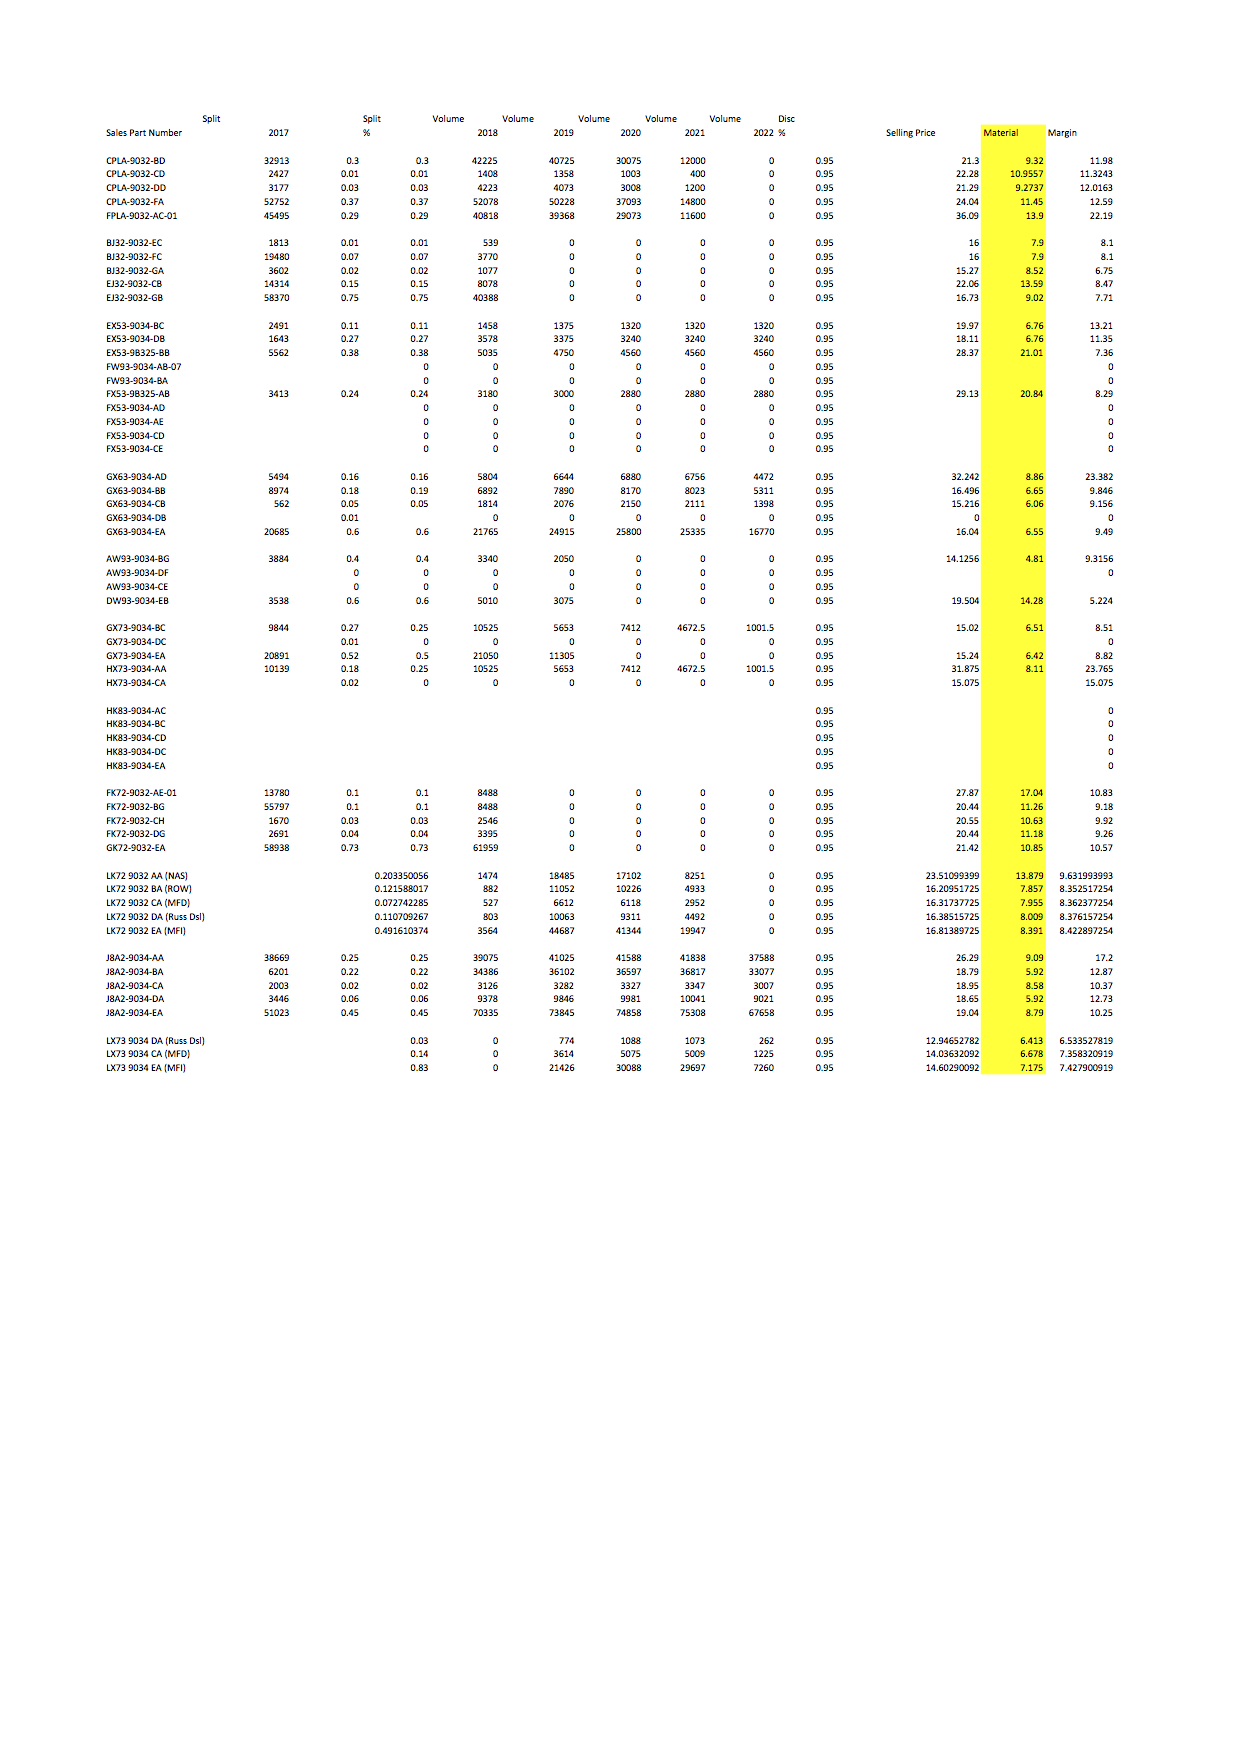 Split Split Volume Volume Volume Volume Volume Disc
Sales Part Number 2017 % 2018 2019 2020 2021 2022 % Selling Price Material Margin
CPLA-9032-BD 32913 0.3 0.3 42225 40725 30075 12000 0 0.95 21.3 9.32 11.98
CPLA-9032-CD 2427 0.01 0.01 1408 1358 1003 400 0 0.95 22.28 10.9557 11.3243
CPLA-9032-DD 3177 0.03 0.03 4223 4073 3008 1200 0 0.95 21.29 9.2737 12.0163
CPLA-9032-FA 52752 0.37 0.37 52078 50228 37093 14800 0 0.95 24.04 11.45 12.59
FPLA-9032-AC-01 45495 0.29 0.29 40818 39368 29073 11600 0 0.95 36.09 13.9 22.19
BJ32-9032-EC 1813 0.01 0.01 539 0 0 0 0 0.95 16 7.9 8.1
BJ32-9032-FC 19480 0.07 0.07 3770 0 0 0 0 0.95 16 7.9 8.1
BJ32-9032-GA 3602 0.02 0.02 1077 0 0 0 0 0.95 15.27 8.52 6.75
EJ32-9032-CB 14314 0.15 0.15 8078 0 0 0 0 0.95 22.06 13.59 8.47
EJ32-9032-GB 58370 0.75 0.75 40388 0 0 0 0 0.95 16.73 9.02 7.71
EX53-9034-BC 2491 0.11 0.11 1458 1375 1320 1320 1320 0.95 19.97 6.76 13.21
EX53-9034-DB 1643 0.27 0.27 3578 3375 3240 3240 3240 0.95 18.11 6.76 11.35
EX53-9B325-BB 5562 0.38 0.38 5035 4750 4560 4560 4560 0.95 28.37 21.01 7.36
FW93-9034-AB-07 0 0 0 0 0 0 0.95 0
FW93-9034-BA 0 0 0 0 0 0 0.95 0
FX53-9B325-AB 3413 0.24 0.24 3180 3000 2880 2880 2880 0.95 29.13 20.84 8.29
FX53-9034-AD 0 0 0 0 0 0 0.95 0
FX53-9034-AE 0 0 0 0 0 0 0.95 0
FX53-9034-CD 0 0 0 0 0 0 0.95 0
FX53-9034-CE 0 0 0 0 0 0 0.95 0
GX63-9034-AD 5494 0.16 0.16 5804 6644 6880 6756 4472 0.95 32.242 8.86 23.382
GX63-9034-BB 8974 0.18 0.19 6892 7890 8170 8023 5311 0.95 16.496 6.65 9.846
GX63-9034-CB 562 0.05 0.05 1814 2076 2150 2111 1398 0.95 15.216 6.06 9.156
GX63-9034-DB 0.01 0 0 0 0 0 0.95 0 0
GX63-9034-EA 20685 0.6 0.6 21765 24915 25800 25335 16770 0.95 16.04 6.55 9.49
AW93-9034-BG 3884 0.4 0.4 3340 2050 0 0 0 0.95 14.1256 4.81 9.3156
AW93-9034-DF 0 0 0 0 0 0 0 0.95 0
AW93-9034-CE 0 0 0 0 0 0 0 0.95
DW93-9034-EB 3538 0.6 0.6 5010 3075 0 0 0 0.95 19.504 14.28 5.224
GX73-9034-BC 9844 0.27 0.25 10525 5653 7412 4672.5 1001.5 0.95 15.02 6.51 8.51
GX73-9034-DC 0.01 0 0 0 0 0 0 0.95 0
GX73-9034-EA 20891 0.52 0.5 21050 11305 0 0 0 0.95 15.24 6.42 8.82
HX73-9034-AA 10139 0.18 0.25 10525 5653 7412 4672.5 1001.5 0.95 31.875 8.11 23.765
HX73-9034-CA 0.02 0 0 0 0 0 0 0.95 15.075 15.075
HK83-9034-AC 0.95 0
HK83-9034-BC 0.95 0
HK83-9034-CD 0.95 0
HK83-9034-DC 0.95 0
HK83-9034-EA 0.95 0
FK72-9032-AE-01 13780 0.1 0.1 8488 0 0 0 0 0.95 27.87 17.04 10.83
FK72-9032-BG 55797 0.1 0.1 8488 0 0 0 0 0.95 20.44 11.26 9.18
FK72-9032-CH 1670 0.03 0.03 2546 0 0 0 0 0.95 20.55 10.63 9.92
FK72-9032-DG 2691 0.04 0.04 3395 0 0 0 0 0.95 20.44 11.18 9.26
GK72-9032-EA 58938 0.73 0.73 61959 0 0 0 0 0.95 21.42 10.85 10.57
LK72 9032 AA (NAS) 0.203350056 1474 18485 17102 8251 0 0.95 23.51099399 13.879 9.631993993
LK72 9032 BA (ROW) 0.121588017 882 11052 10226 4933 0 0.95 16.20951725 7.857 8.352517254
LK72 9032 CA (MFD) 0.072742285 527 6612 6118 2952 0 0.95 16.31737725 7.955 8.362377254
LK72 9032 DA (Russ Dsl) 0.110709267 803 10063 9311 4492 0 0.95 16.38515725 8.009 8.376157254
LK72 9032 EA (MFI) 0.491610374 3564 44687 41344 19947 0 0.95 16.81389725 8.391 8.422897254
J8A2-9034-AA 38669 0.25 0.25 39075 41025 41588 41838 37588 0.95 26.29 9.09 17.2
J8A2-9034-BA 6201 0.22 0.22 34386 36102 36597 36817 33077 0.95 18.79 5.92 12.87
J8A2-9034-CA 2003 0.02 0.02 3126 3282 3327 3347 3007 0.95 18.95 8.58 10.37
J8A2-9034-DA 3446 0.06 0.06 9378 9846 9981 10041 9021 0.95 18.65 5.92 12.73
J8A2-9034-EA 51023 0.45 0.45 70335 73845 74858 75308 67658 0.95 19.04 8.79 10.25
LX73 9034 DA (Russ Dsl) 0.03 0 774 1088 1073 262 0.95 12.94652782 6.413 6.533527819
LX73 9034 CA (MFD) 0.14 0 3614 5075 5009 1225 0.95 14.03632092 6.678 7.358320919
LX73 9034 EA (MFI) 0.83 0 21426 30088 29697 7260 0.95 14.60290092 7.175 7.427900919